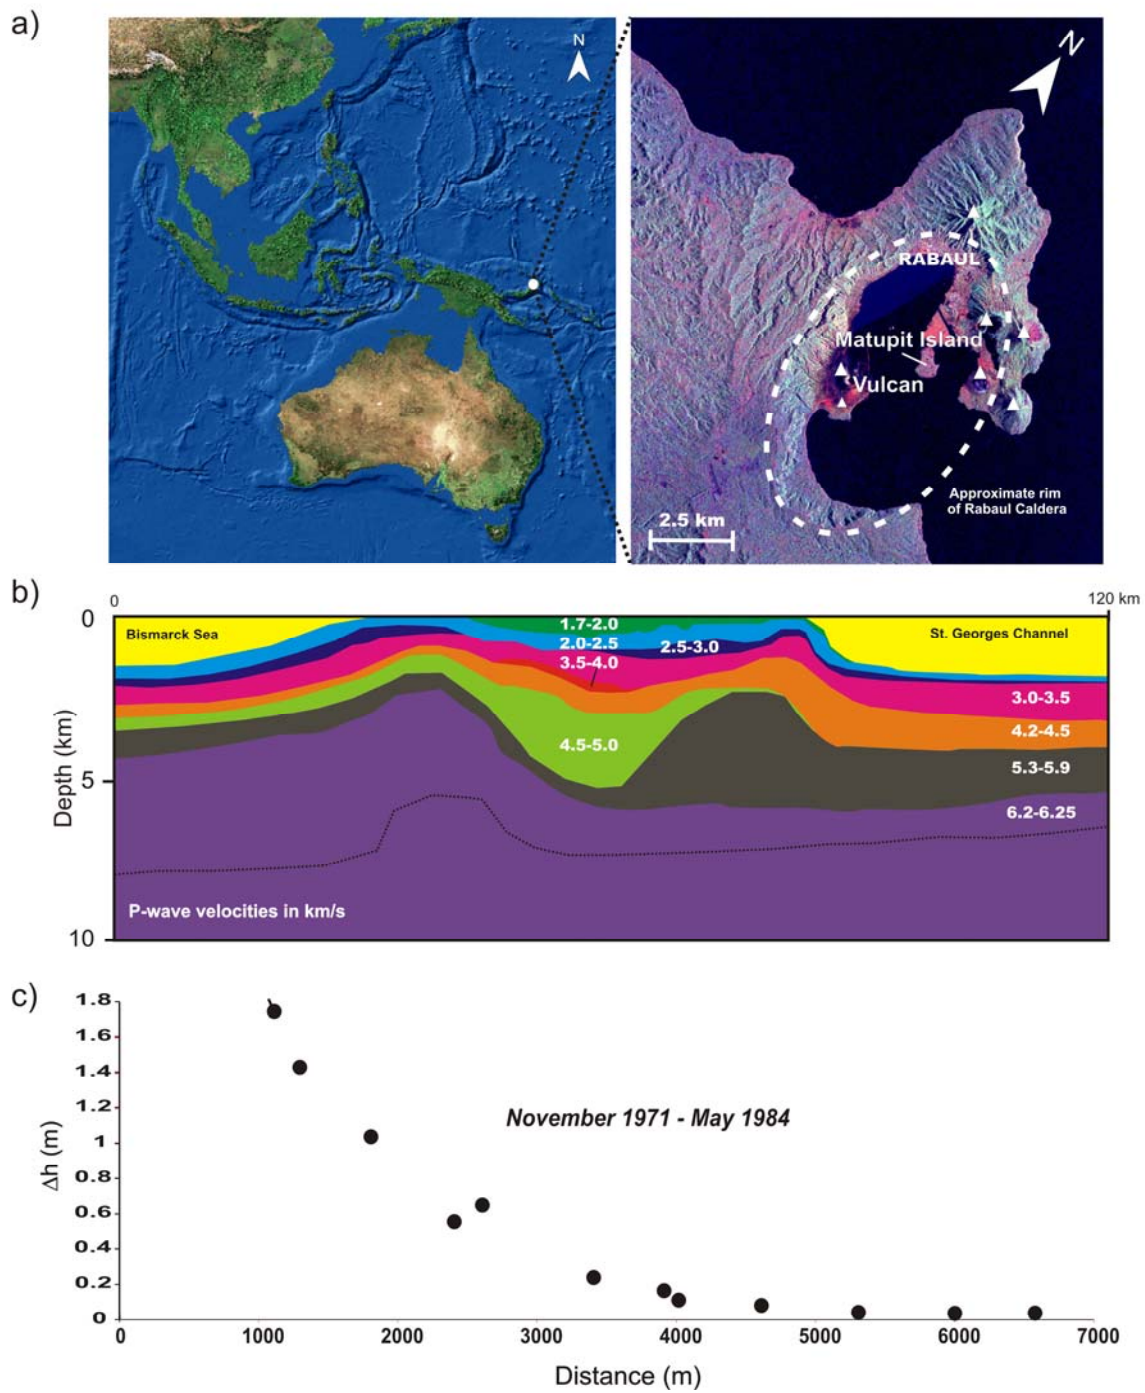 a)
N
N
RABAUL
Matupit Island
Vulcan
Approximate rim
of Rabaul Caldera
2.5 km
b)
0
120 km
0
5
10
Depth (km)
Bismarck Sea
St. Georges Channel
1.7-2.0
2.0-2.5
2.5-3.0
3.5-4.0
3.0-3.5
4.2-4.5
4.5-5.0
5.3-5.9
6.2-6.25
P-wave velocities in km/s
c)
1.8
1.6
1.4
1.2
1
0.8
0.6
0.4
0.2
0
Δh (m)
November 1971 - May 1984
0 1000 2000 3000 4000 5000 6000 7000
Distance (m)